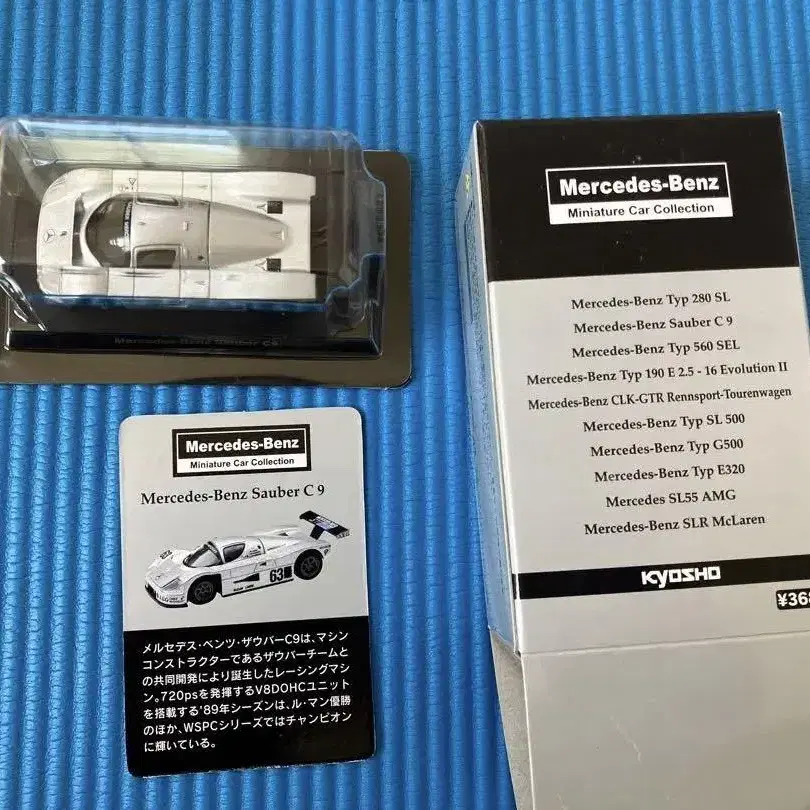 Mercedes-Benz Sauber C9
Mercedes-Benz
Miniature Car Collection
Mercedes-Benz Sauber C 9
63
メルセデス・ベンツ・ザウバーC9は、マシン
コンストラクターであるザウバーチームと
の共同開発により誕生したレーシングマシ
ン。720psを発揮するV8DOHCユニット
を搭載する'89年シーズンは、ル・マン優勝
のほか、WSPCシリーズではチャンピオン
に輝いている。
Mercedes-Benz
Miniature Car Collection
Mercedes-Benz Typ 280 SL
Mercedes-Benz Sauber C 9
Mercedes-Benz Typ 560 SEL
Mercedes-Benz Typ 190 E 2.5 - 16 Evolution II
Mercedes-Benz CLK-GTR Rennsport-Tourenwagen
Mercedes-Benz Typ SL 500
Mercedes-Benz Typ G500
Mercedes-Benz Typ E320
Mercedes SL55 AMG
Mercedes-Benz SLR McLaren
KYOSHO
¥368